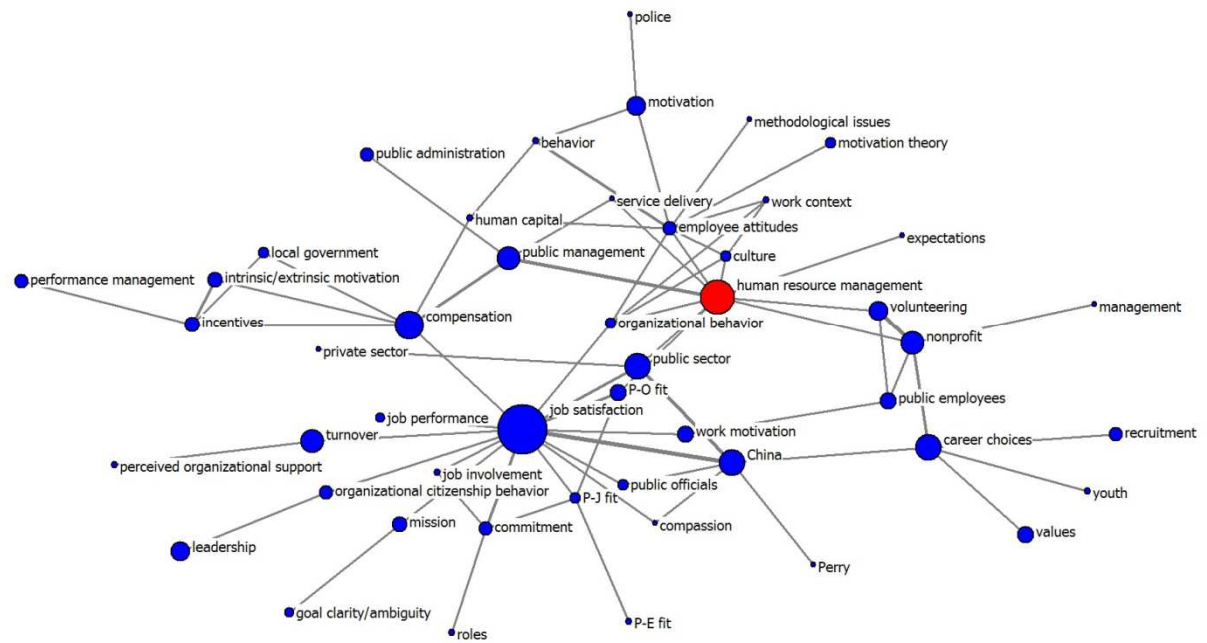 police
motivation
methodological issues
behavior
motivation theory
public administration
service delivery
work context
human capital
employee attitudes
expectations
local government
public management
culture
performance management
intrinsic/extrinsic motivation
human resource management
volunteering
management
incentives
compensation
organizational behavior
nonprofit
private sector
public sector
P-O fit
public employees
job performance
job satisfaction
turnover
work motivation
career choices
recruitment
perceived organizational support
China
job involvement
organizational citizenship behavior
public officials
youth
P-J fit
mission
commitment
compassion
values
leadership
Perry
goal clarity/ambiguity
P-E fit
roles